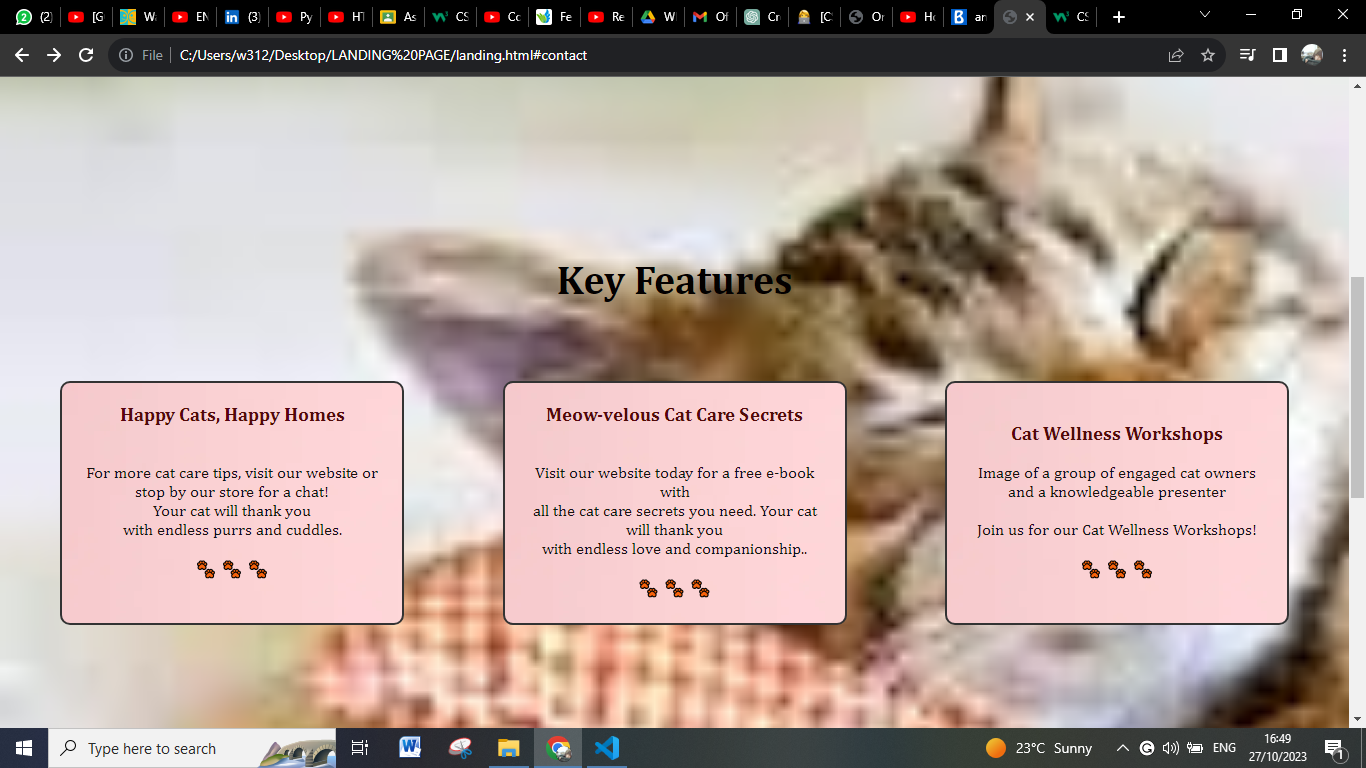 (2)
[G
Wa
EN
(3)
Py
HT
As
CS
Cc
Fe
Re
W
Of
Cr
[C
Or
Ho
an
CS
File
C:/Users/w312/Desktop/LANDING%20PAGE/landing.html#contact
Key Features
Happy Cats, Happy Homes
For more cat care tips, visit our website or
stop by our store for a chat!
Your cat will thank you
with endless purrs and cuddles.
Meow-velous Cat Care Secrets
Visit our website today for a free e-book
with
all the cat care secrets you need. Your cat
will thank you
with endless love and companionship..
Cat Wellness Workshops
Image of a group of engaged cat owners
and a knowledgeable presenter
Join us for our Cat Wellness Workshops!
Type here to search
23°C Sunny
ENG
16:49
27/10/2023
1